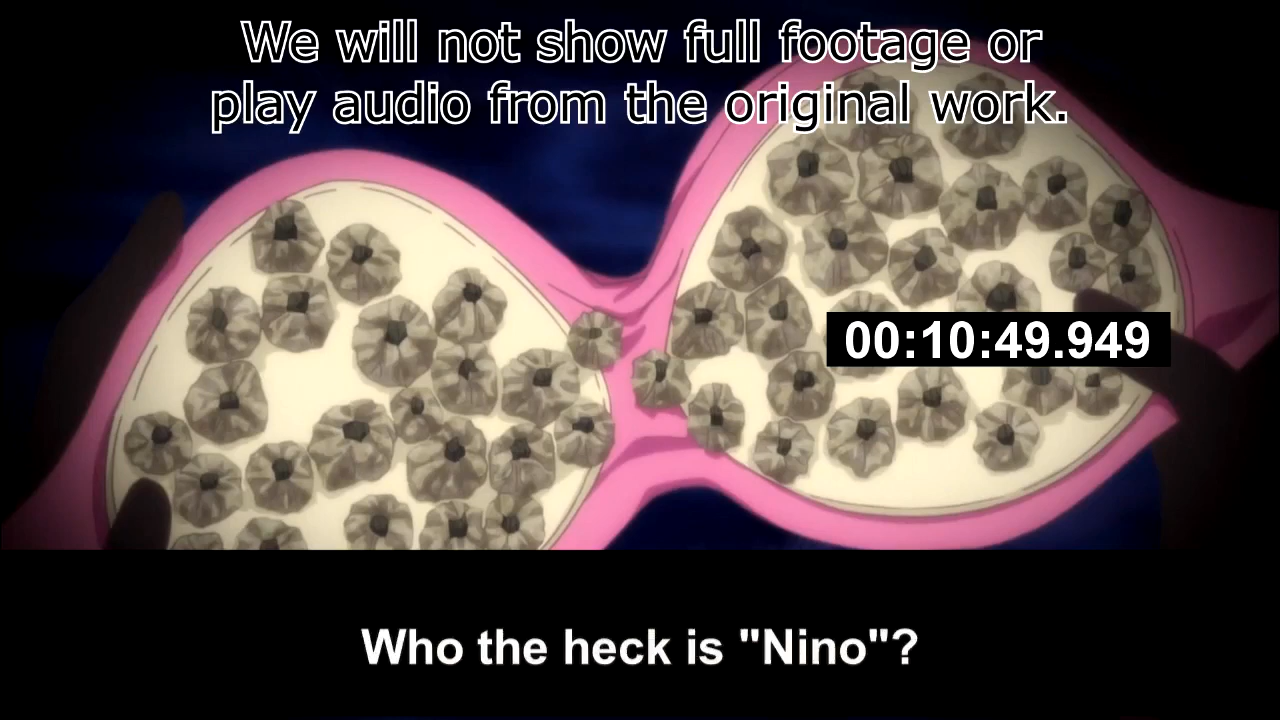 We will not show full footage or
play audio from the original work.
00:10:49.949
Who the heck is "Nino"?